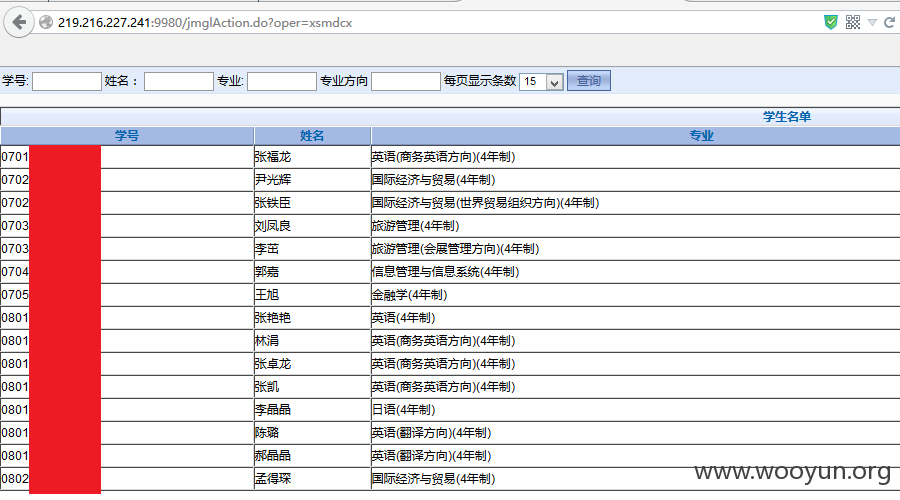 219.216.227.241:9980/jmglAction.do?oper=xsmdcx
学号: 姓名： 专业: 专业方向 每页显示条数 15 查询
学生名单
学号 姓名 专业
0701 张福龙 英语(商务英语方向)(4年制)
0702 尹光辉 国际经济与贸易(4年制)
0702 张铁臣 国际经济与贸易(世界贸易组织方向)(4年制)
0703 刘凤良 旅游管理(4年制)
0703 李茁 旅游管理(会展管理方向)(4年制)
0704 郭嘉 信息管理与信息系统(4年制)
0705 王旭 金融学(4年制)
0801 张艳艳 英语(4年制)
0801 林涓 英语(商务英语方向)(4年制)
0801 张卓龙 英语(商务英语方向)(4年制)
0801 张凯 英语(商务英语方向)(4年制)
0801 李晶晶 日语(4年制)
0801 陈璐 英语(翻译方向)(4年制)
0801 郝晶晶 英语(翻译方向)(4年制)
0802 孟得琛 国际经济与贸易(4年制)
www.wooyun.org